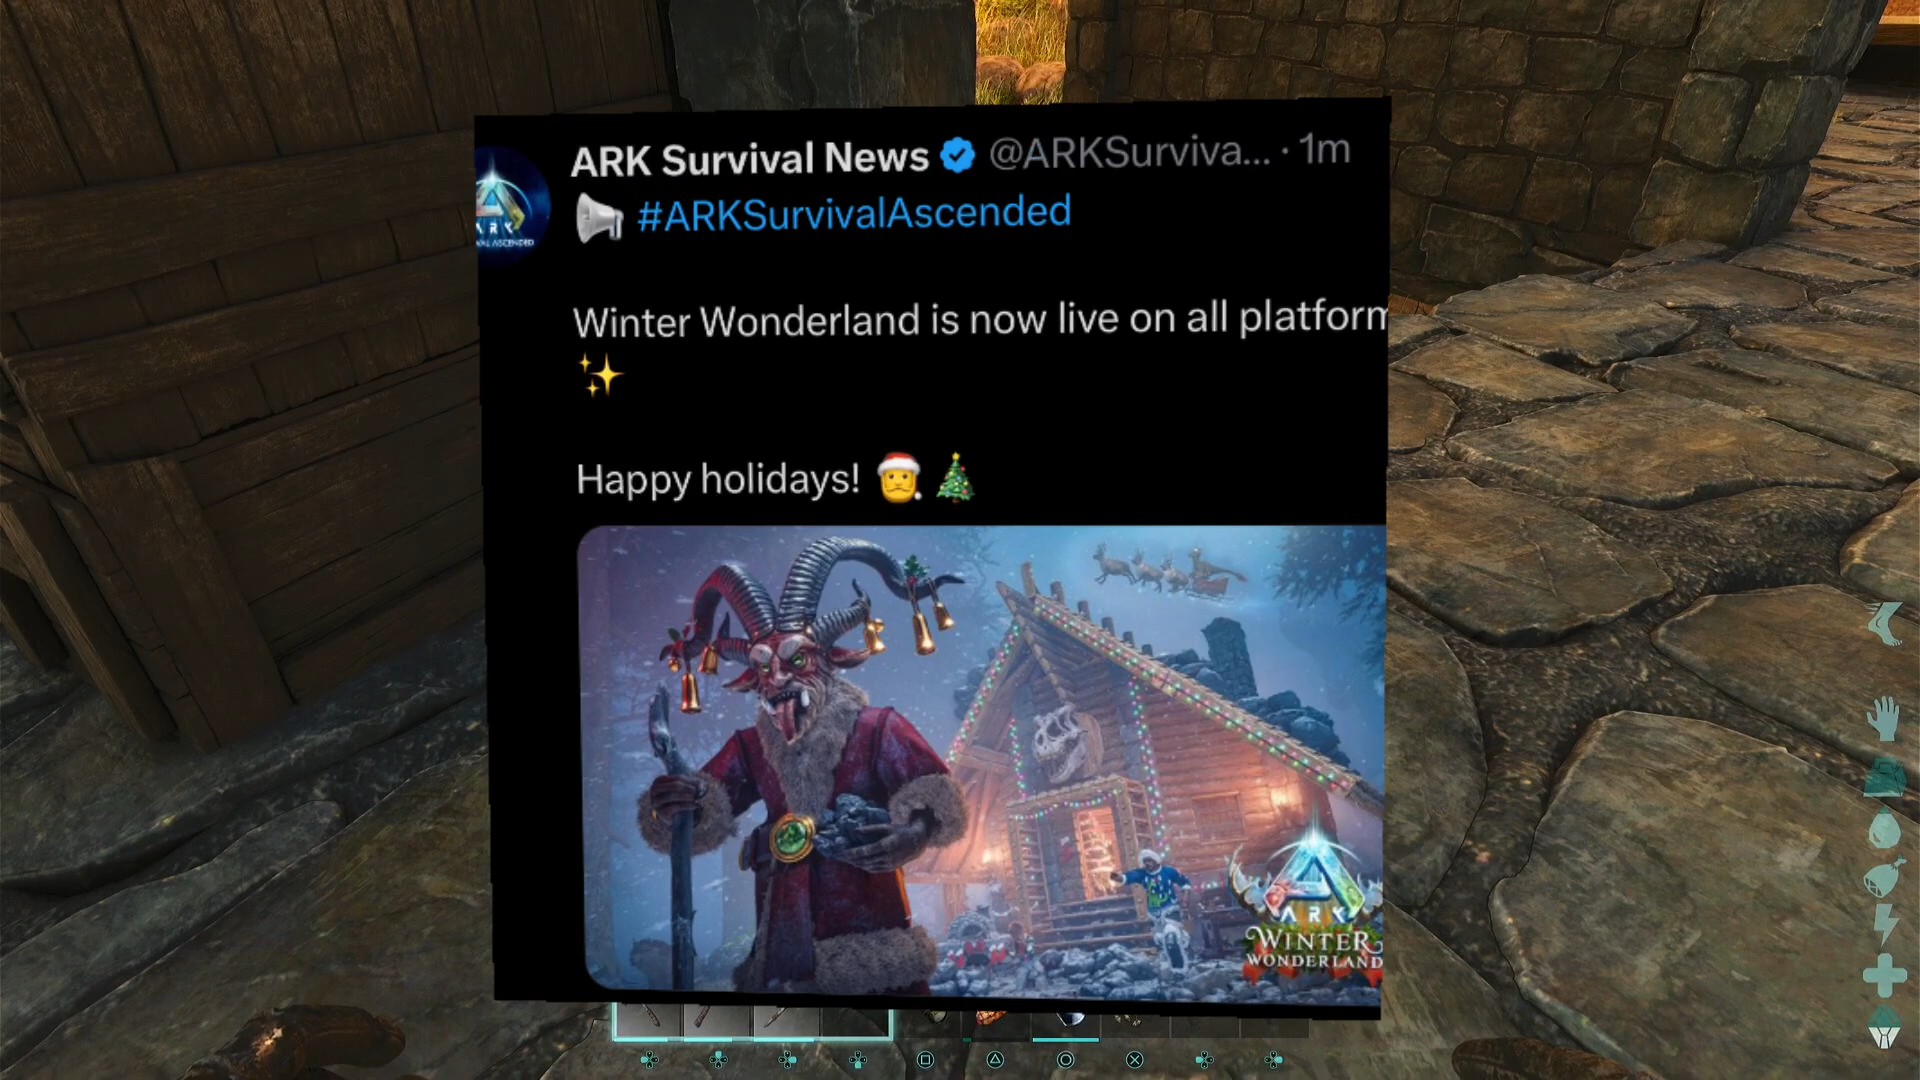 ARK Survival News @ARKSurviva... · 1m
#ARKSurvivalAscended
Winter Wonderland is now live on all platform
Happy holidays!
ARK
WINTER
WONDERLAND